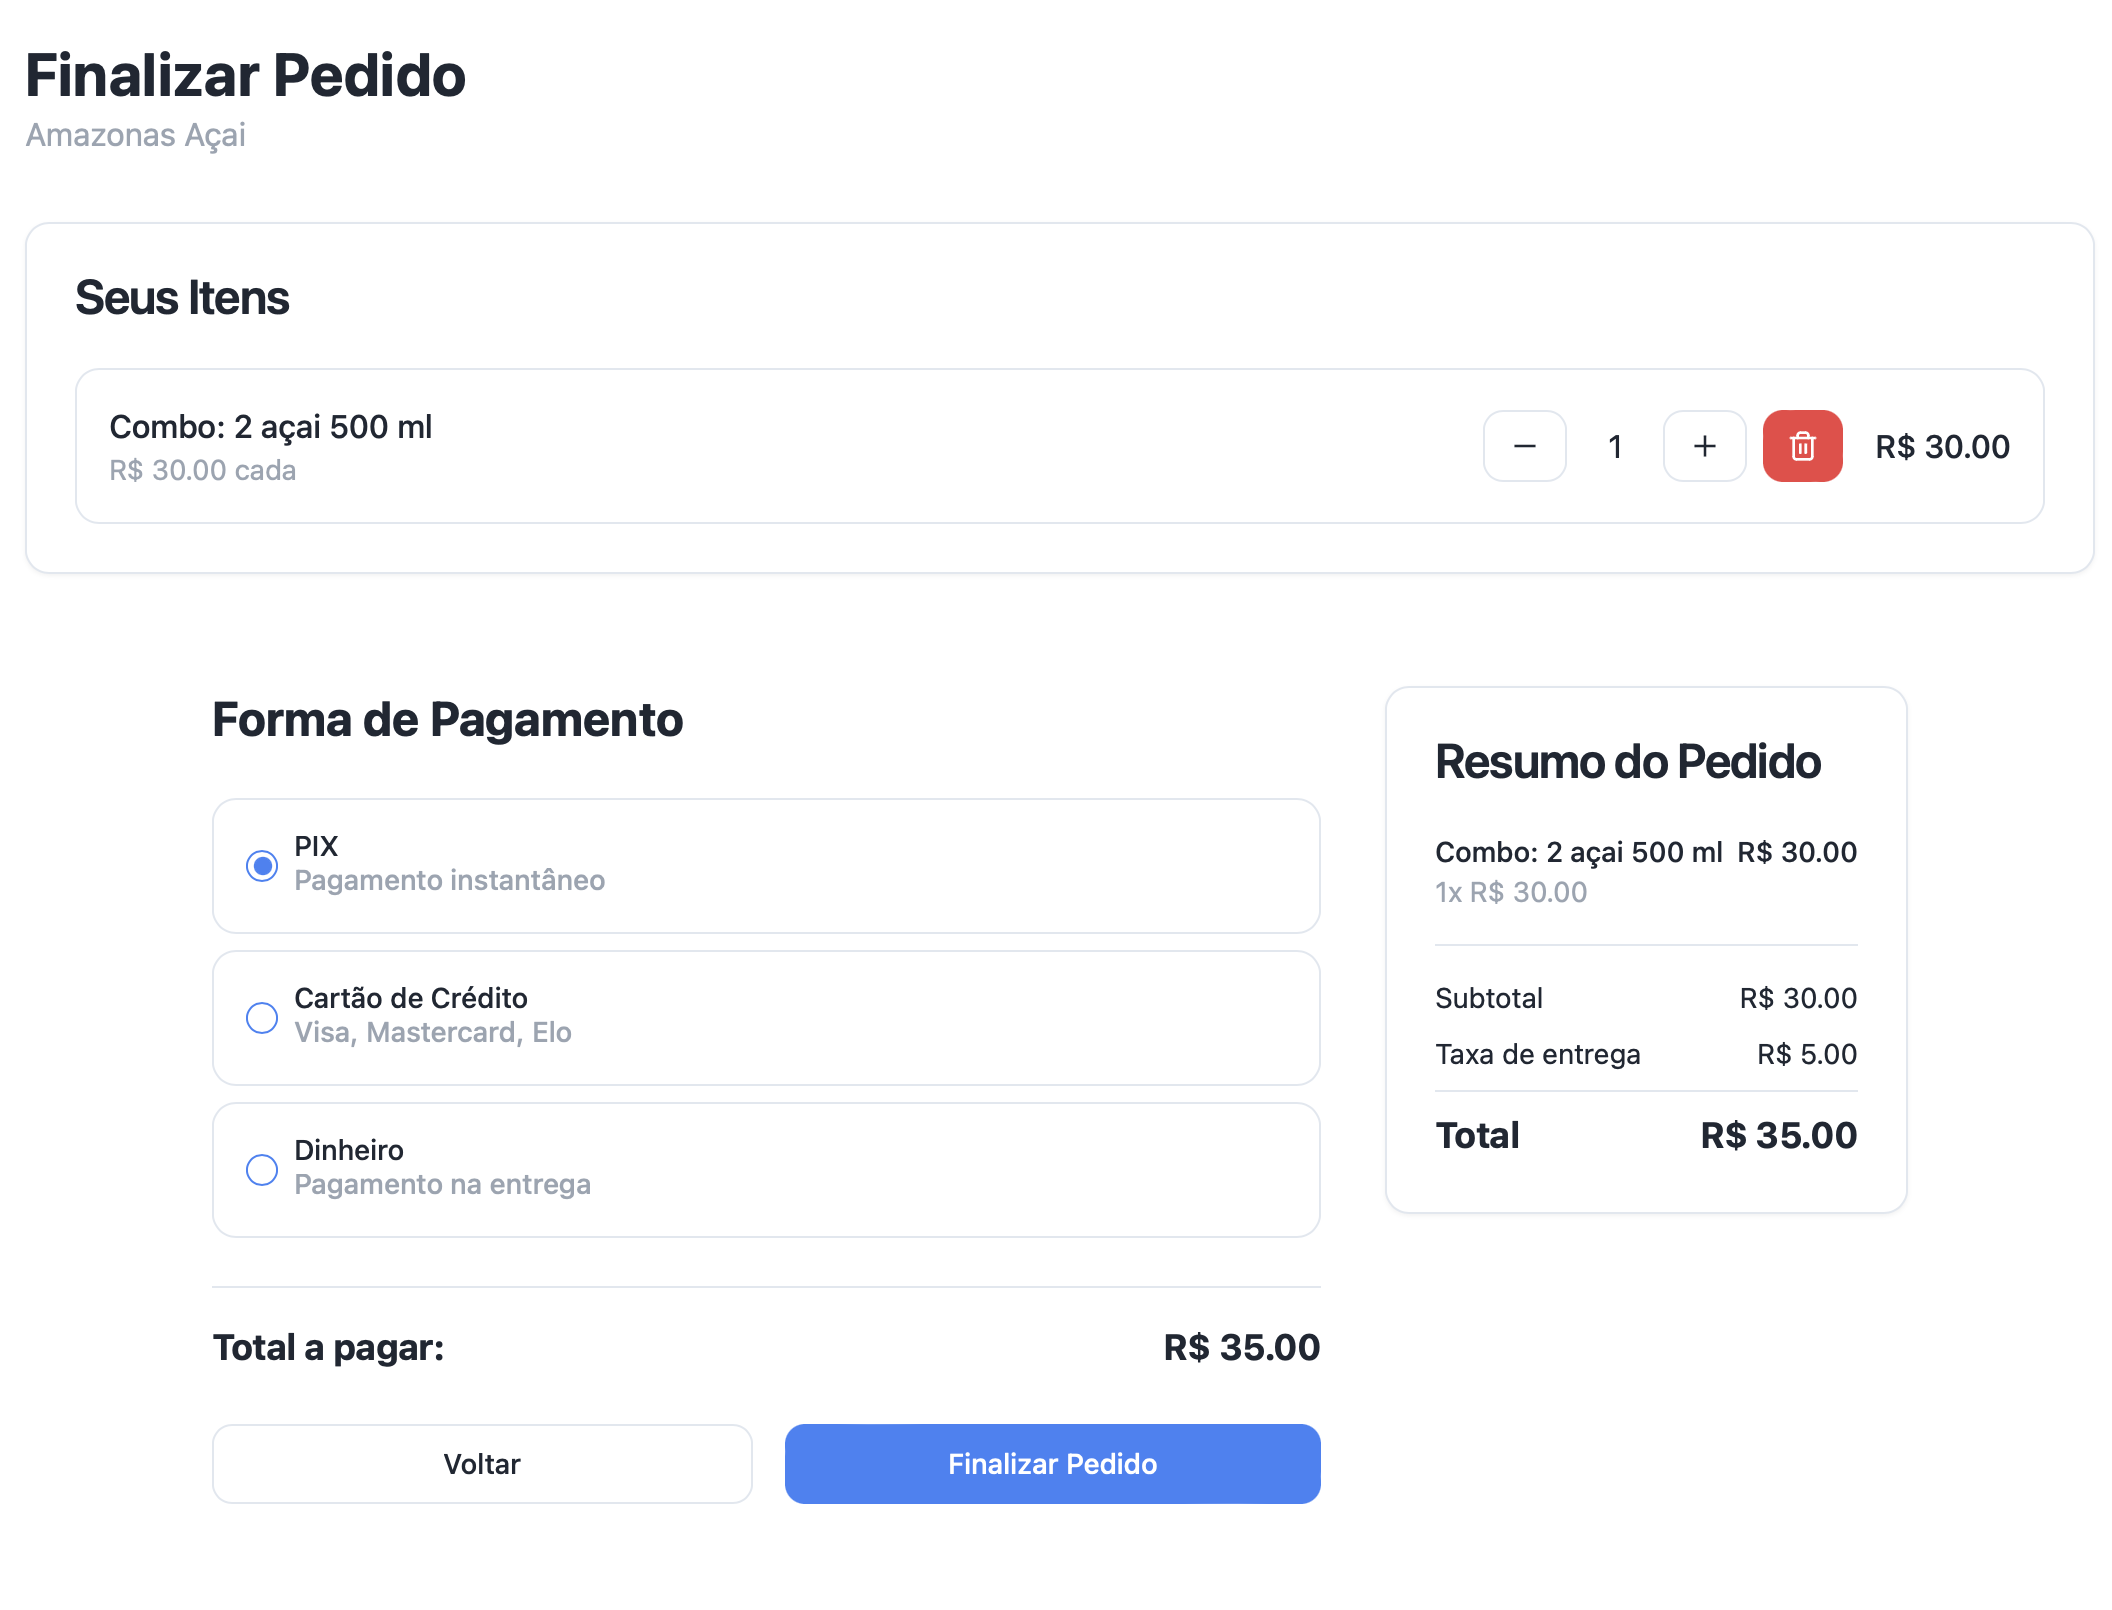 Finalizar Pedido
Amazonas Açai
Seus Itens
Combo: 2 açai 500 ml
R$ 30.00 cada
1
R$ 30.00
Forma de Pagamento
PIX
Pagamento instantâneo
Cartão de Crédito
Visa, Mastercard, Elo
Dinheiro
Pagamento na entrega
Total a pagar: R$ 35.00
Voltar
Finalizar Pedido
Resumo do Pedido
Combo: 2 açai 500 ml R$ 30.00
1x R$ 30.00
Subtotal R$ 30.00
Taxa de entrega R$ 5.00
Total R$ 35.00